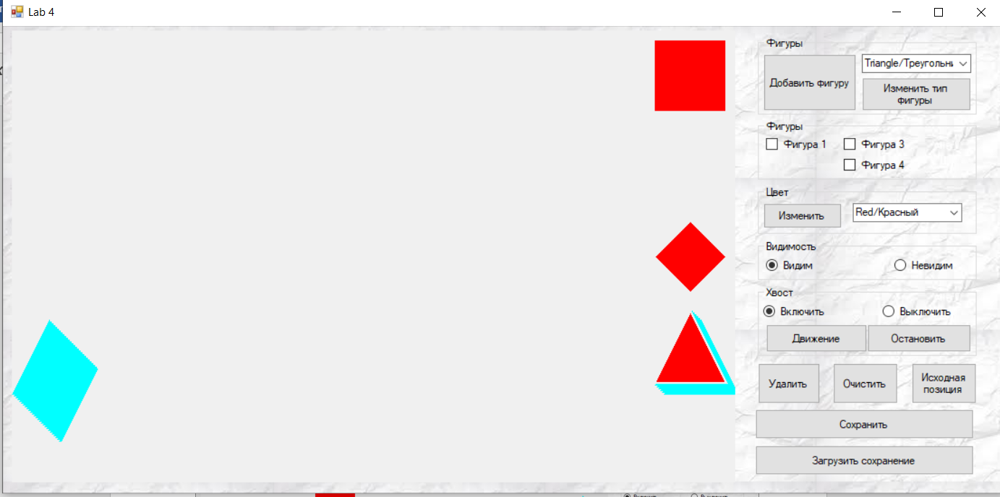 Lab 4
Фигуры
Добавить фигуру
Triangle/Треугольни
Изменить тип
фигуры
Фигуры
Фигура 1
Фигура 3
Фигура 4
Цвет
Изменить
Red/Красный
Видимость
Видим
Невидим
Хвост
Включить
Выключить
Движение
Остановить
Удалить
Очистить
Исходная
позиция
Сохранить
Загрузить сохранение